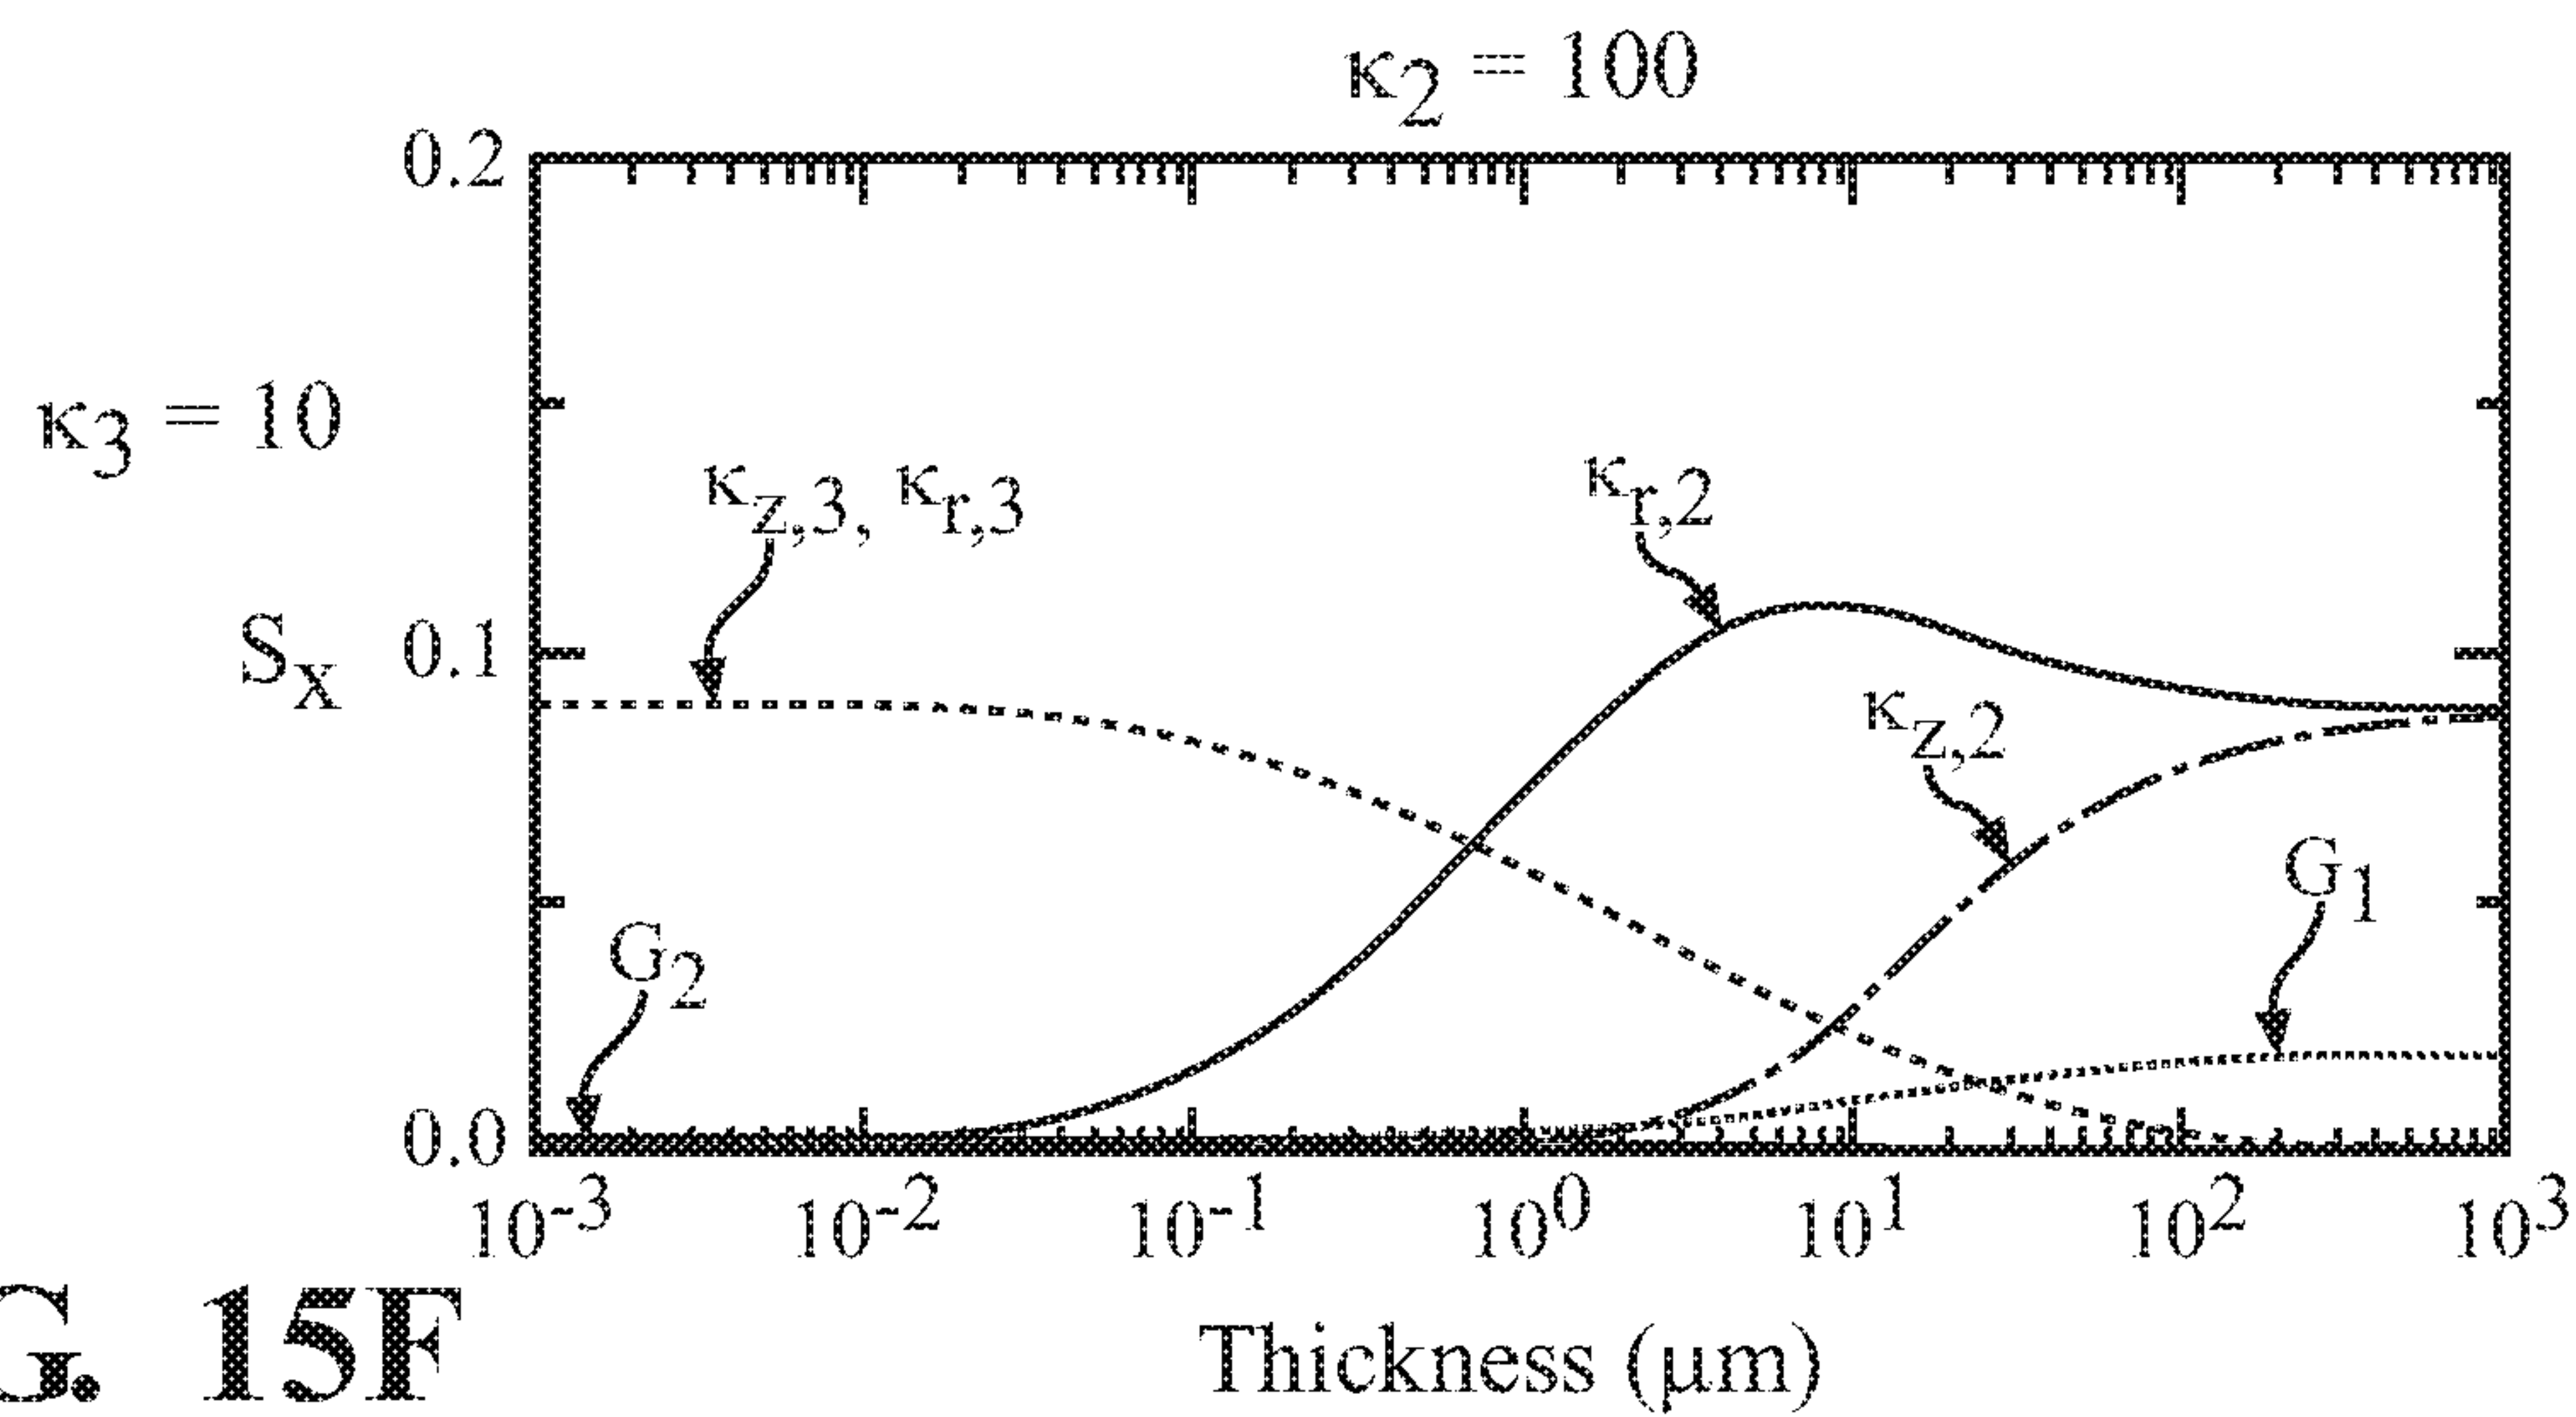 κ₂ = 100
0.2
κ₃ = 10
κz,3, κr,3
κr,2
Sx 0.1
κz,2
G₁
G₂
0.0
10⁻³ 10⁻² 10⁻¹ 10⁰ 10¹ 10² 10³
G. 15F
Thickness (μm)